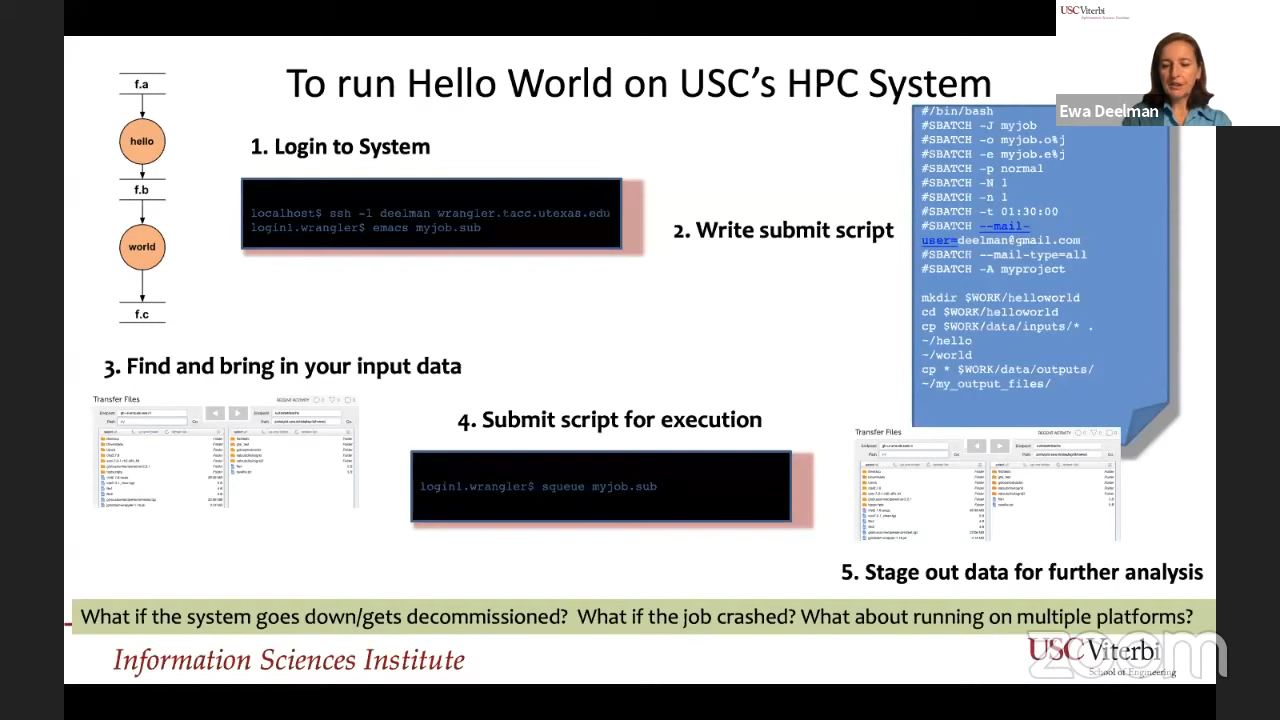 USC Viterbi
Ewa Deelman
To run Hello World on USC's HPC System
f.a
hello
f.b
world
f.c
1. Login to System
localhost$ ssh -l deelman wrangler.tacc.utexas.edu
login1.wrangler$ emacs myjob.sub
2. Write submit script
#/bin/bash
#SBATCH -J myjob
#SBATCH -o myjob.o%j
#SBATCH -e myjob.e%j
#SBATCH -p normal
#SBATCH -N 1
#SBATCH -n 1
#SBATCH -t 01:30:00
#SBATCH --mail-
user=deelman@gmail.com
#SBATCH --mail-type=all
#SBATCH -A myproject
mkdir $WORK/helloworld
cd $WORK/helloworld
cp $WORK/data/inputs/* .
~/hello
~/world
cp * $WORK/data/outputs/
~/my_output_files/
3. Find and bring in your input data
Transfer Files
RECENT ACTIVITY
4. Submit script for execution
login1.wrangler$ squeue myjob.sub
Transfer Files
RECENT ACTIVITY
5. Stage out data for further analysis
What if the system goes down/gets decommissioned? What if the job crashed? What about running on multiple platforms?
Information Sciences Institute
USC Viterbi
School of Engineering
zoom